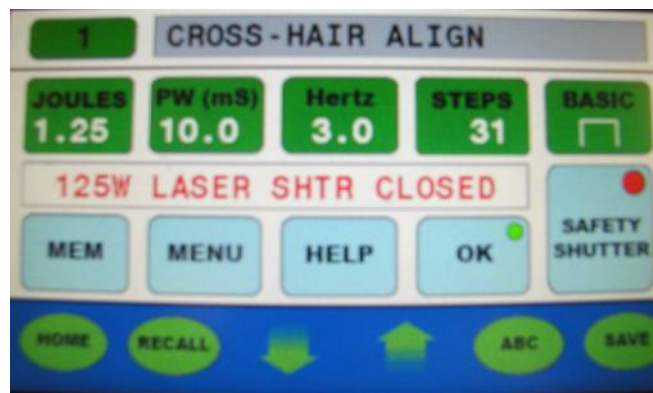 1 CROSS-HAIR ALIGN
JOULES PW (mS) Hertz STEPS BASIC
1.25 10.0 3.0 31
125W LASER SHTR CLOSED
SAFETY SHUTTER
MEM MENU HELP OK
HOME RECALL ABC SAVE